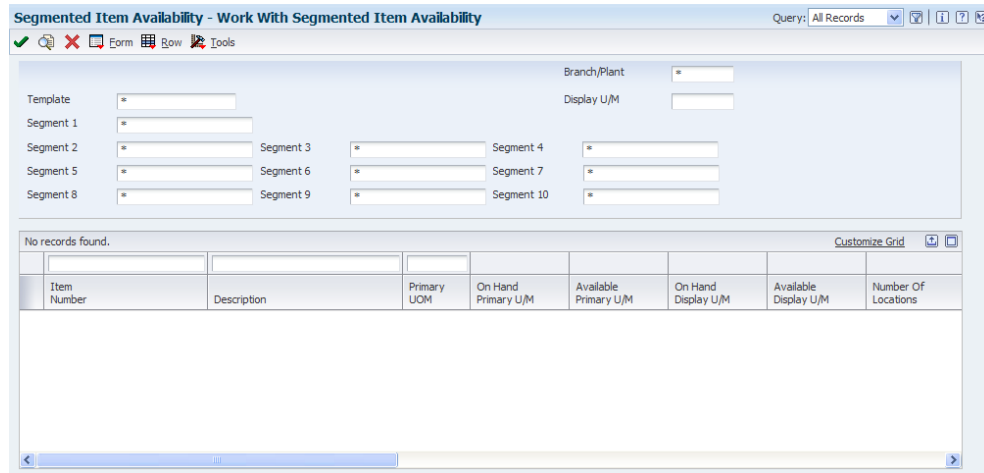 Segmented Item Availability - Work With Segmented Item Availability Query: All Records
Form Row Tools
Branch/Plant *
Template * Display U/M
Segment 1 *
Segment 2 * Segment 3 * Segment 4 *
Segment 5 * Segment 6 * Segment 7 *
Segment 8 * Segment 9 * Segment 10 *
No records found. Customize Grid
Item Number Description Primary UOM On Hand Primary U/M Available Primary U/M On Hand Display U/M Available Display U/M Number Of Locations